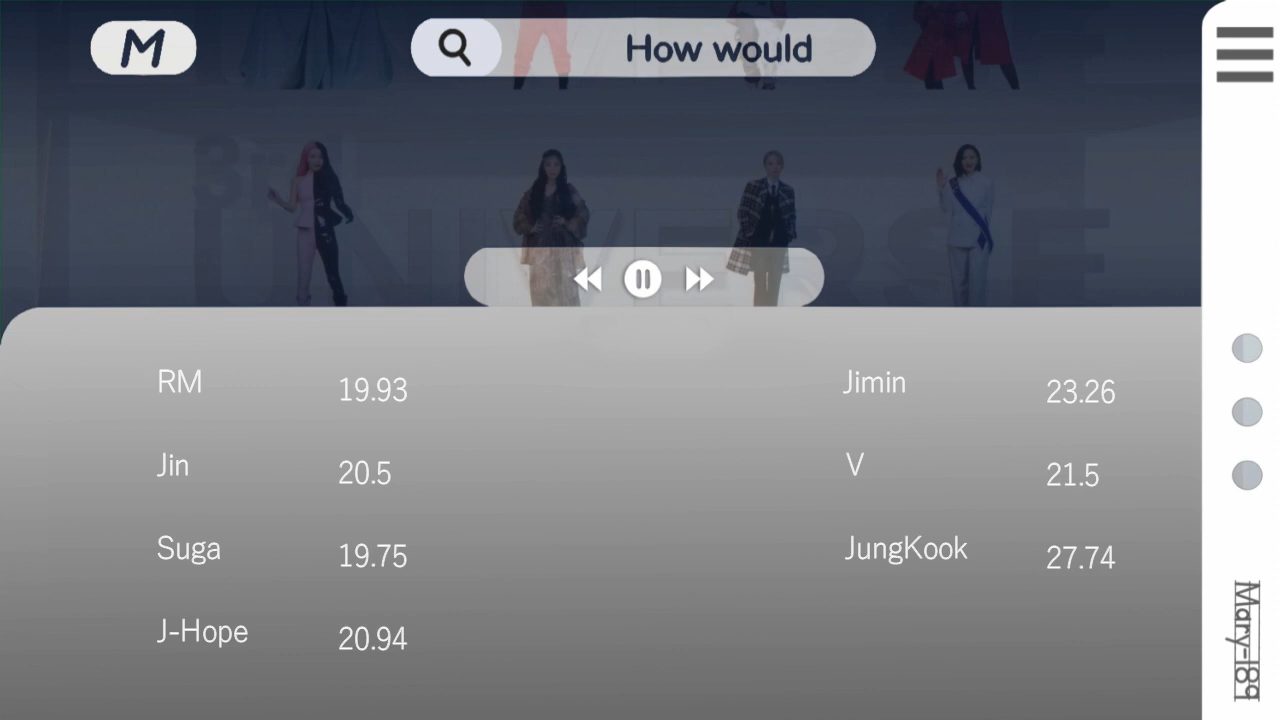 M
How would
UNIVERSE
RM 19.93
Jimin 23.26
Jin 20.5
V 21.5
Suga 19.75
JungKook 27.74
J-Hope 20.94
Mary-189